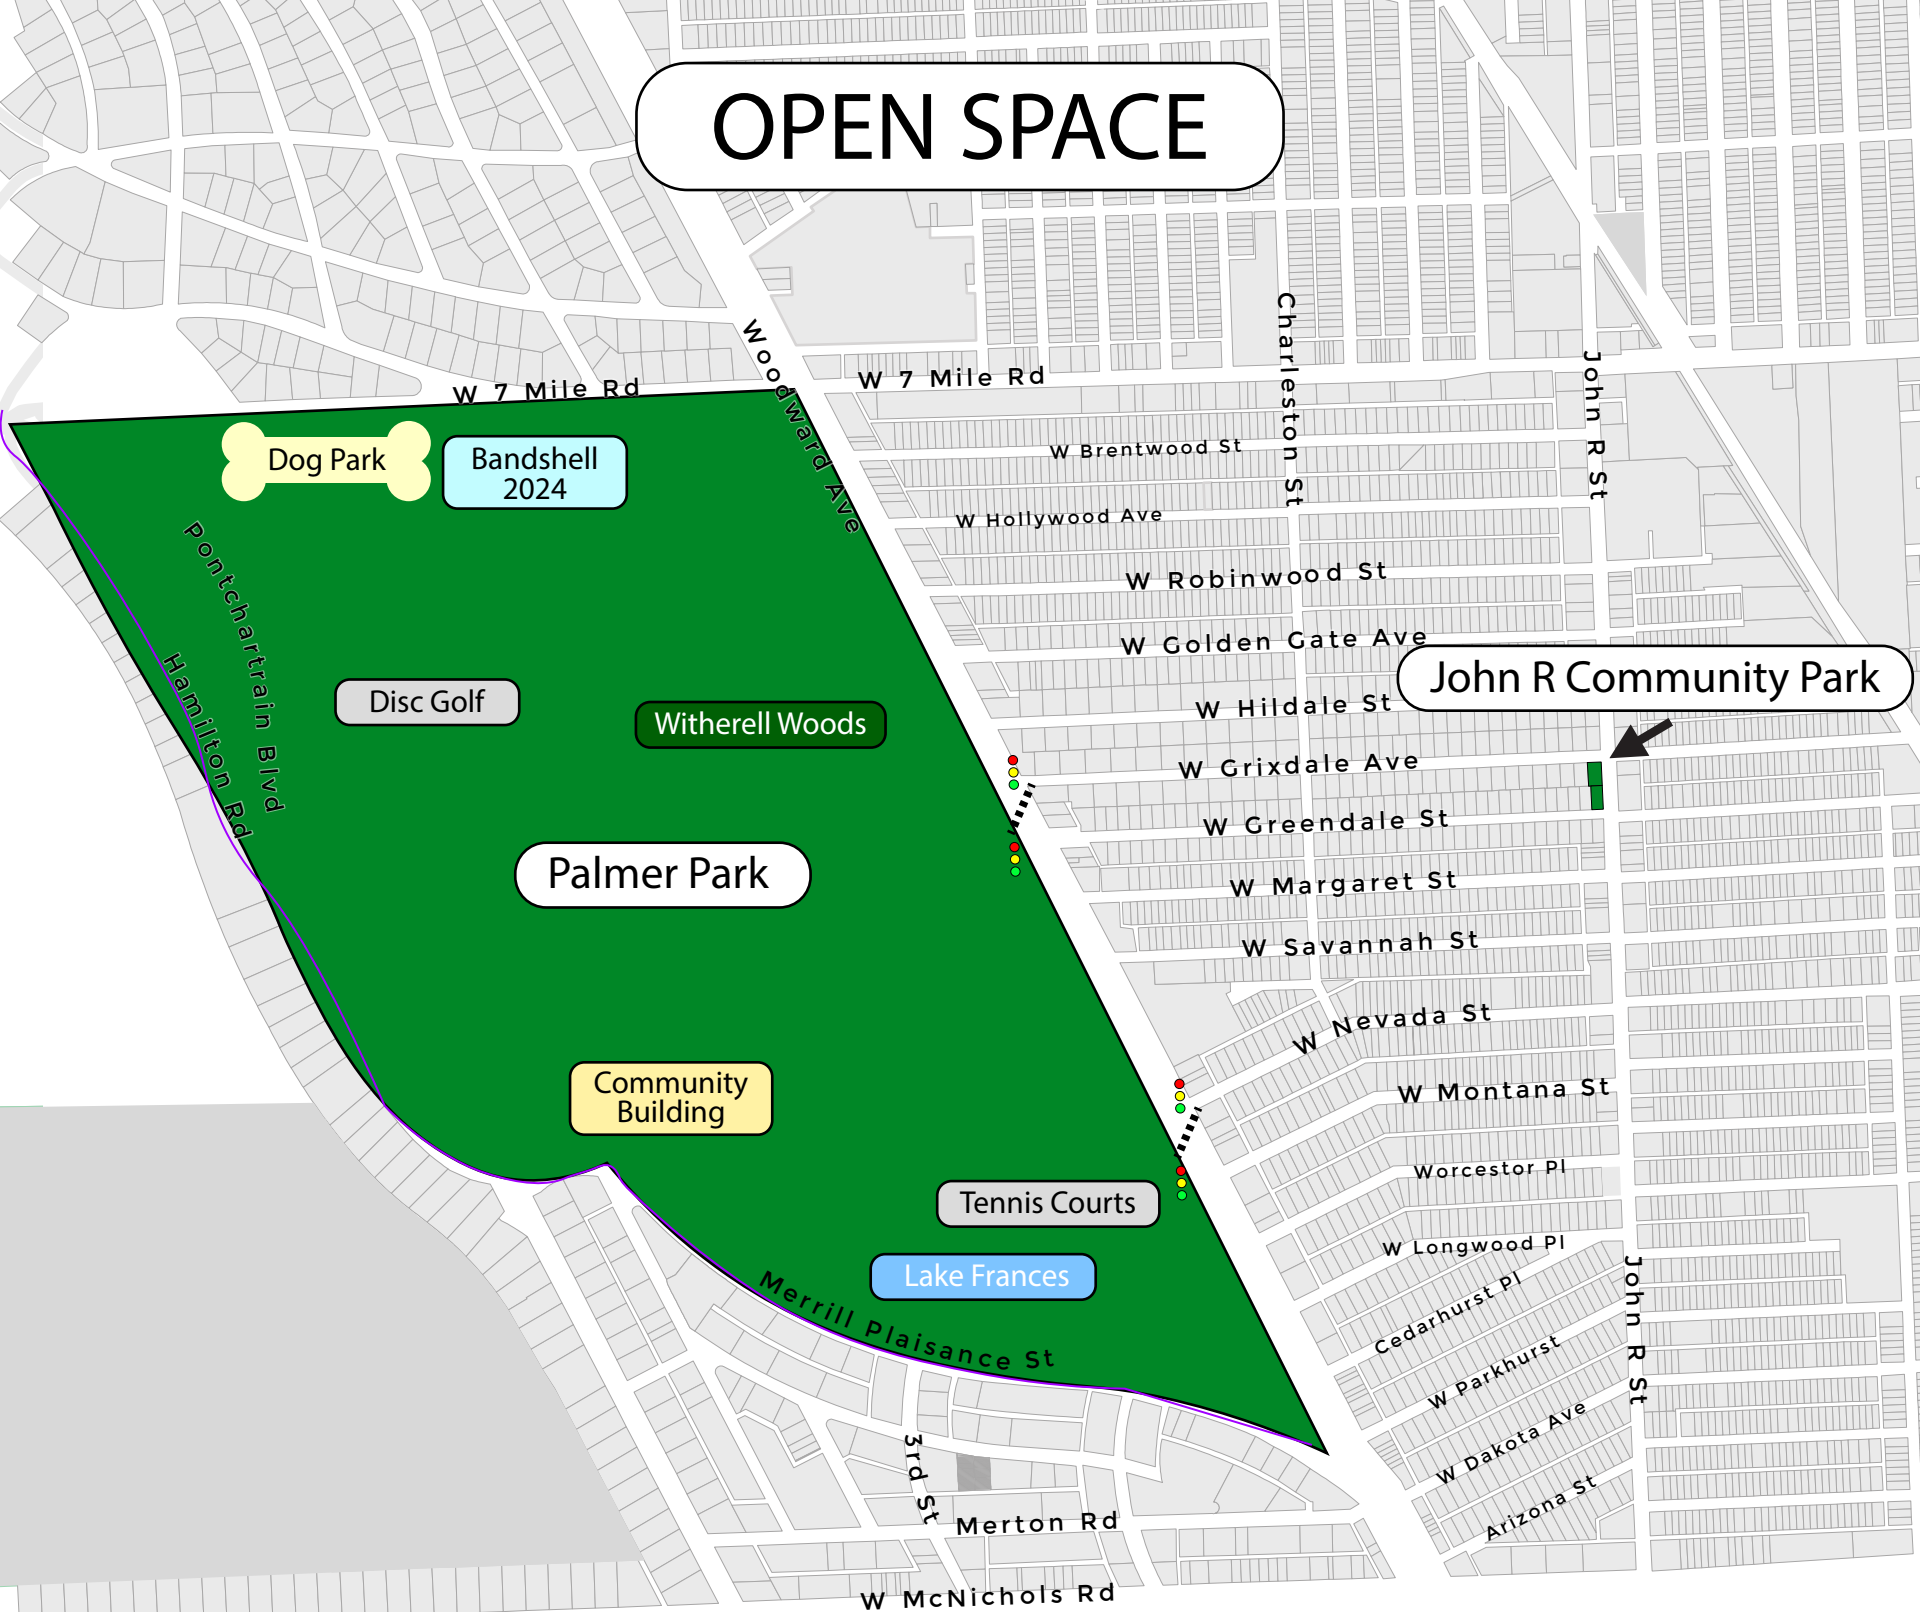 OPEN SPACE
Charleston St
Woodward Ave
John R St
W 7 Mile Rd
W 7 Mile Rd
Dog Park
Bandshell
2024
W Brentwood St
W Hollywood Ave
Pontchartrain Blvd
W Robinwood St
W Golden Gate Ave
Hamilton Rd
John R Community Park
Disc Golf
Witherell Woods
W Hildale St
W Grixdale Ave
W Greendale St
Palmer Park
W Margaret St
W Savannah St
W Nevada St
Community
Building
W Montana St
Worcestor Pl
Tennis Courts
W Longwood Pl
Lake Frances
John R St
Merrill Plaisance St
Cedarhurst Pl
W Parkhurst
W Dakota Ave
3rd St
Arizona St
Merton Rd
W McNichols Rd